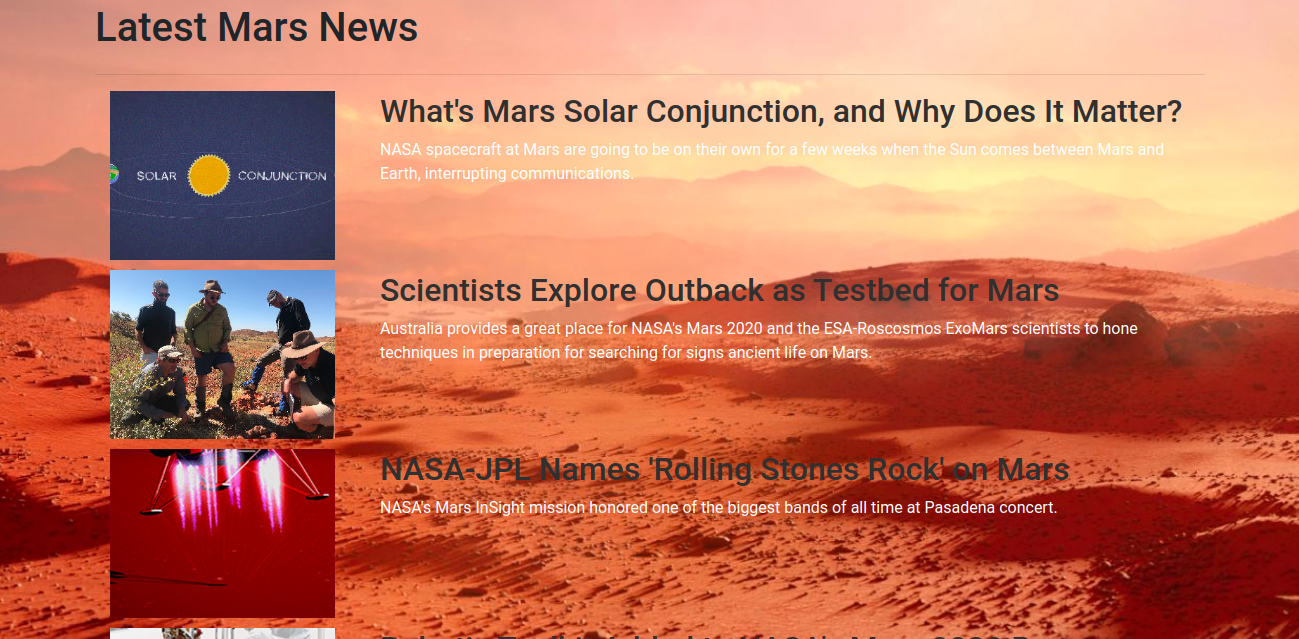 Latest Mars News
What's Mars Solar Conjunction, and Why Does It Matter?
NASA spacecraft at Mars are going to be on their own for a few weeks when the Sun comes between Mars and
Earth, interrupting communications.
SOLAR CONJUNCTION
Scientists Explore Outback as Testbed for Mars
Australia provides a great place for NASA's Mars 2020 and the ESA-Roscosmos ExoMars scientists to hone
techniques in preparation for searching for signs ancient life on Mars.
NASA-JPL Names 'Rolling Stones Rock' on Mars
NASA's Mars InSight mission honored one of the biggest bands of all time at Pasadena concert.